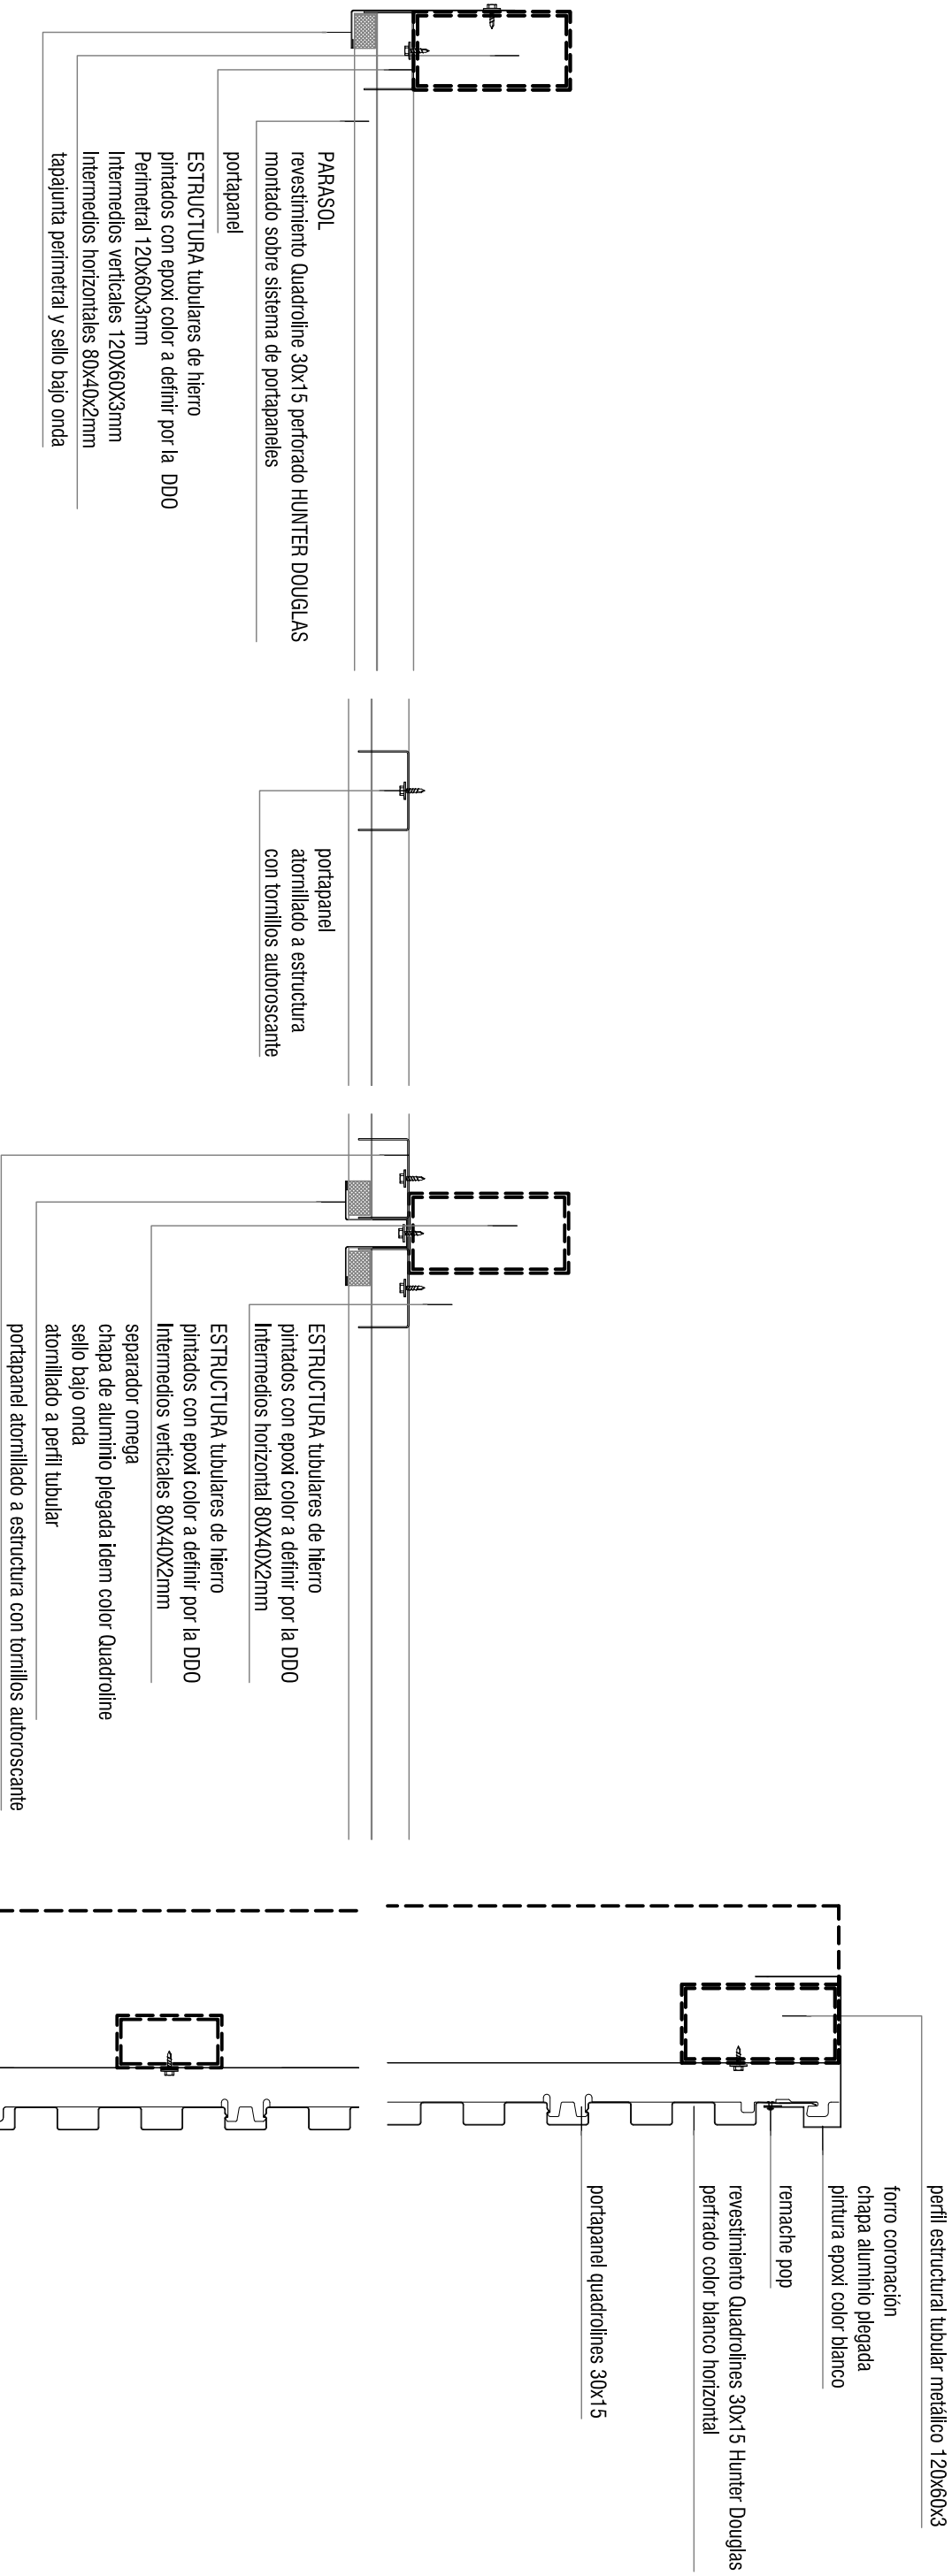 PARASOL
revestimiento Quadroline 30x15 perforado HUNTER DOUGLAS
montado sobre sistema de portapaneles
portapanel
ESTRUCTURA tubulares de hierro
pintados con epoxi color a definir por la DDO
Perimetral 120x60x3mm
Intermedios verticales 120X60X3mm
Intermedios horizontales 80x40x2mm
tapajunta perimetral y sello bajo onda
portapanel
atornillado a estructura
con tornillos autoroscante
ESTRUCTURA tubulares de hierro
pintados con epoxi color a definir por la DDO
Intermedios horizontal 80X40X2mm
ESTRUCTURA tubulares de hierro
pintados con epoxi color a definir por la DDO
Intermedios verticales 80X40X2mm
separador omega
chapa de aluminio plegada idem color Quadroline
sello bajo onda
atornillado a perfil tubular
portapanel atornillado a estructura con tornillos autoroscante
perfil estructural tubular metálico 120x60x3
forro coronación
chapa aluminio plegada
pintura epoxi color blanco
remache pop
revestimiento Quadrolines 30x15 Hunter Douglas
perfrado color blanco horizontal
portapanel quadrolines 30x15